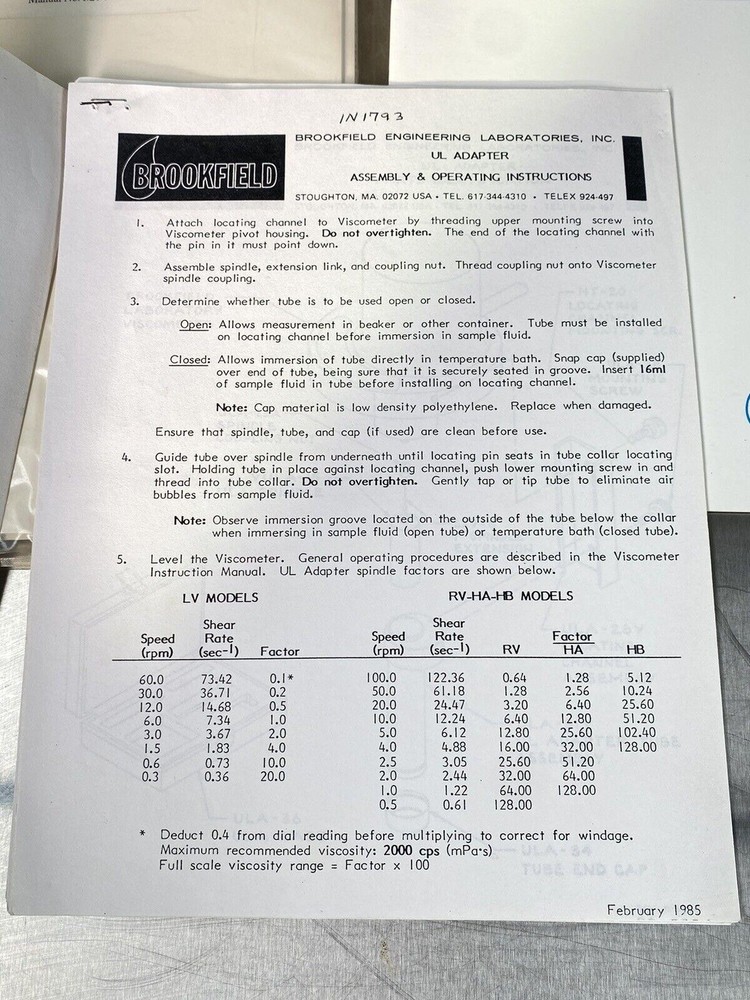 1N1793
BROOKFIELD ENGINEERING LABORATORIES, INC.
UL ADAPTER
BROOKFIELD
ASSEMBLY & OPERATING INSTRUCTIONS
STOUGHTON, MA. 02072 USA • TEL. 617-344-4310 • TELEX 924-497
1. Attach locating channel to Viscometer by threading upper mounting screw into
Viscometer pivot housing. Do not overtighten. The end of the locating channel with
the pin in it must point down.
2. Assemble spindle, extension link, and coupling nut. Thread coupling nut onto Viscometer
spindle coupling.
3. Determine whether tube is to be used open or closed.
Open: Allows measurement in beaker or other container. Tube must be installed
on locating channel before immersion in sample fluid.
Closed: Allows immersion of tube directly in temperature bath. Snap cap (supplied)
over end of tube, being sure that it is securely seated in groove. Insert 16ml
of sample fluid in tube before installing on locating channel.
Note: Cap material is low density polyethylene. Replace when damaged.
Ensure that spindle, tube, and cap (if used) are clean before use.
4. Guide tube over spindle from underneath until locating pin seats in tube collar locating
slot. Holding tube in place against locating channel, push lower mounting screw in and
thread into tube collar. Do not overtighten. Gently tap or tip tube to eliminate air
bubbles from sample fluid.
Note: Observe immersion groove located on the outside of the tube below the collar
when immersing in sample fluid (open tube) or temperature bath (closed tube).
5. Level the Viscometer. General operating procedures are described in the Viscometer
Instruction Manual. UL Adapter spindle factors are shown below.
LV MODELS RV-HA-HB MODELS
Shear Shear
Speed Rate Speed Rate Factor
(rpm) (sec-1) Factor (rpm) (sec-1) RV HA HB
60.0 73.42 0.1* 100.0 122.36 0.64 1.28 5.12
30.0 36.71 0.2 50.0 61.18 1.28 2.56 10.24
12.0 14.68 0.5 20.0 24.47 3.20 6.40 25.60
6.0 7.34 1.0 10.0 12.24 6.40 12.80 51.20
3.0 3.67 2.0 5.0 6.12 12.80 25.60 102.40
1.5 1.83 4.0 4.0 4.88 16.00 32.00 128.00
0.6 0.73 10.0 2.5 3.05 25.60 51.20
0.3 0.36 20.0 2.0 2.44 32.00 64.00
1.0 1.22 64.00 128.00
0.5 0.61 128.00
* Deduct 0.4 from dial reading before multiplying to correct for windage.
Maximum recommended viscosity: 2000 cps (mPa•s)
Full scale viscosity range = Factor x 100
February 1985